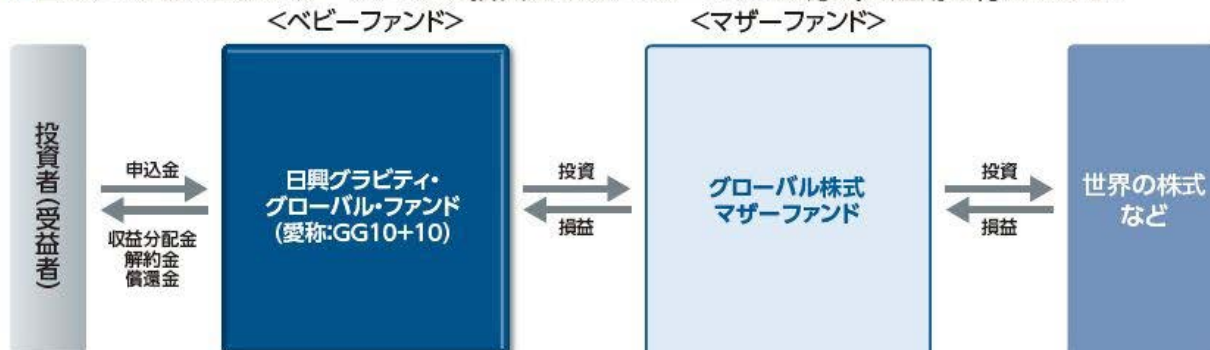 <ベビーファンド>
<マザーファンド>
投資者(受益者)
申込金
収益分配金
解約金
償還金
日興グラビティ・
グローバル・ファンド
(愛称:GG10+10)
投資
損益
グローバル株式
マザーファンド
投資
損益
世界の株式
など